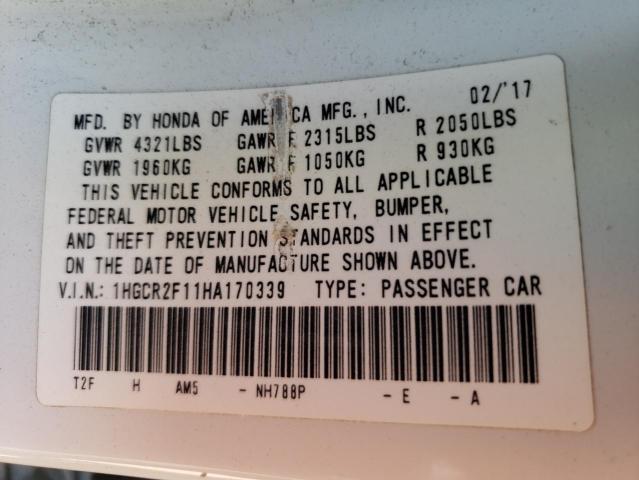 MFD. BY HONDA OF AMERICA MFG., INC. 02/'17
GVWR 4321LBS GAWR F 2315LBS R 2050LBS
GVWR 1960KG GAWR F 1050KG R 930KG
THIS VEHICLE CONFORMS TO ALL APPLICABLE
FEDERAL MOTOR VEHICLE SAFETY, BUMPER,
AND THEFT PREVENTION STANDARDS IN EFFECT
ON THE DATE OF MANUFACTURE SHOWN ABOVE.
V.I.N.: 1HGCR2F11HA170339 TYPE: PASSENGER CAR
T2F H AM5 - NH788P - E - A